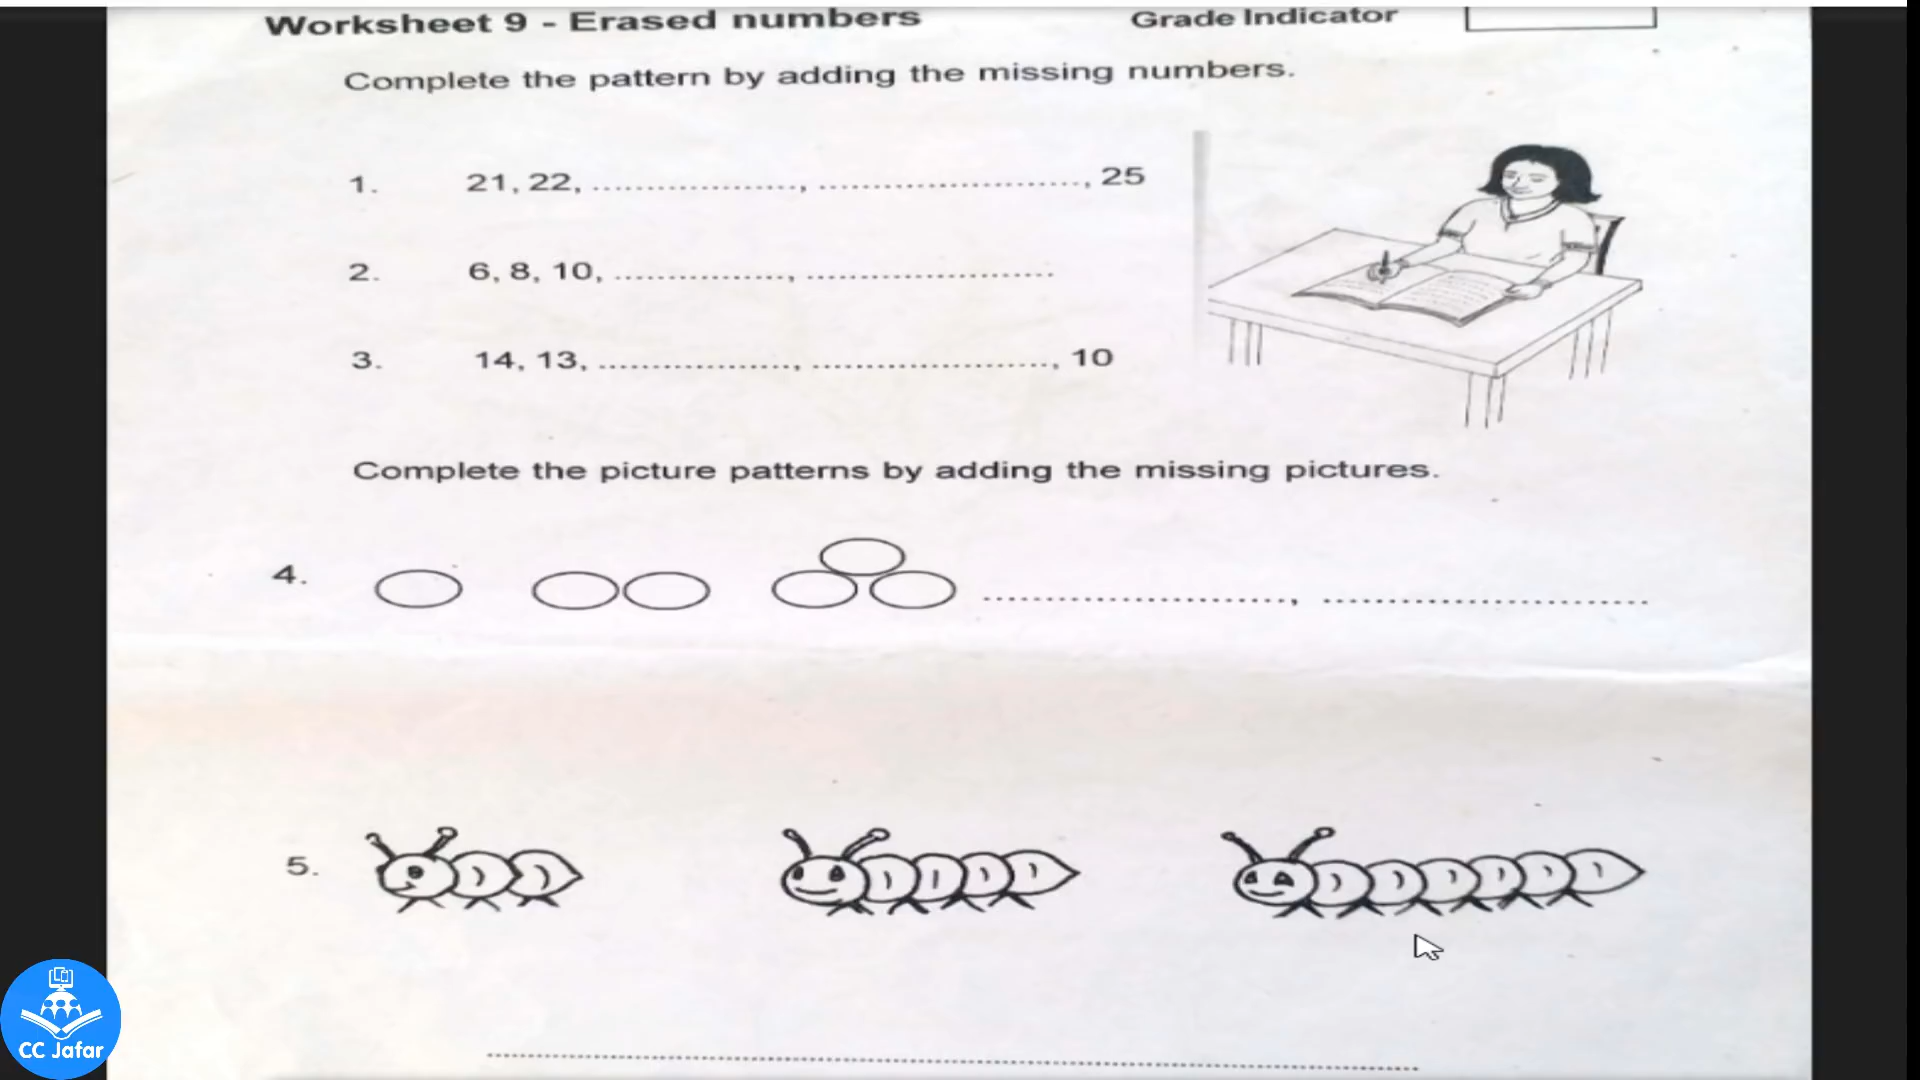 Worksheet 9 - Erased numbers Grade Indicator
Complete the pattern by adding the missing numbers.
1. 21, 22, ...................., ........................., 25
2. 6, 8, 10, ................., ........................
3. 14, 13, ..................., ......................., 10
Complete the picture patterns by adding the missing pictures.
4. .............................., ..............................
5.
..........................................................................................
CC Jafar